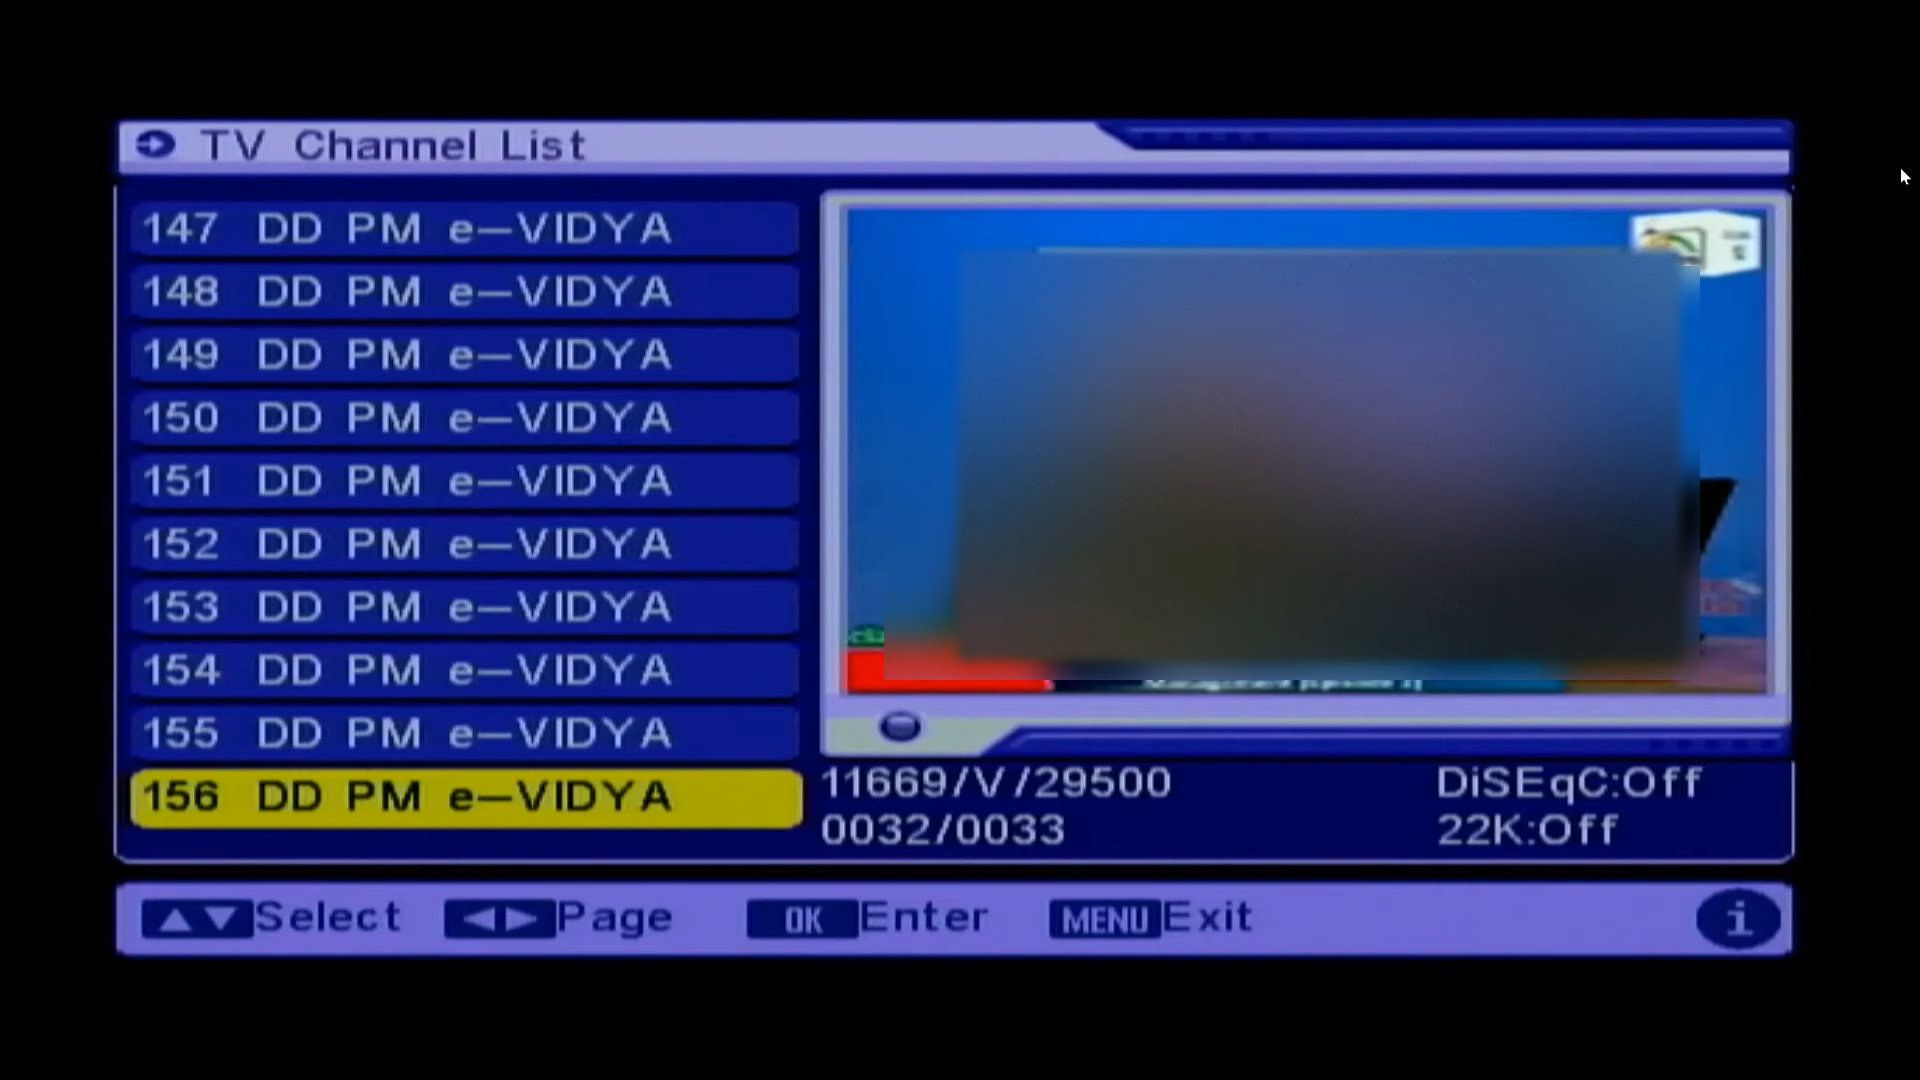 TV Channel List
147 DD PM e–VIDYA
148 DD PM e–VIDYA
149 DD PM e–VIDYA
150 DD PM e–VIDYA
151 DD PM e–VIDYA
152 DD PM e–VIDYA
153 DD PM e–VIDYA
154 DD PM e–VIDYA
155 DD PM e–VIDYA
156 DD PM e–VIDYA
11669/V/29500 DiSEqC:Off
0032/0033 22K:Off
Select Page OK Enter MENU Exit i